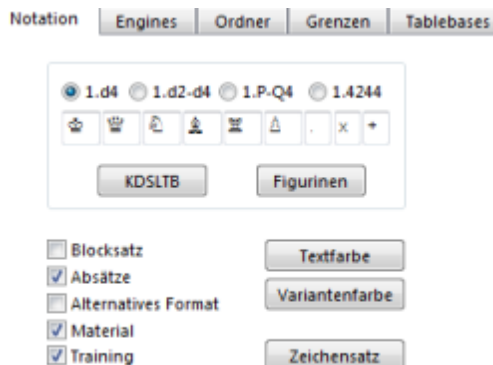 Notation Engines Ordner Grenzen Tablebases
1.d4 1.d2-d4 1.P-Q4 1.4244
♔ ♕ ♘ ♝ ♜ ♙ . x +
KDSLTB Figurinen
Blocksatz Textfarbe
Absätze
Alternatives Format Variantenfarbe
Material
Training Zeichensatz